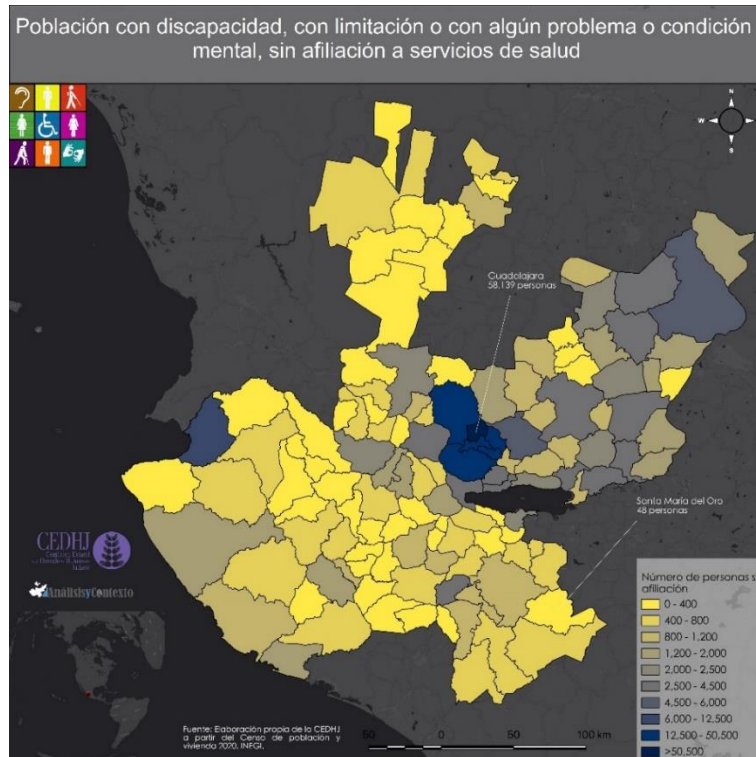 Población con discapacidad, con limitación o con algún problema o condición
mental, sin afiliación a servicios de salud
N
W
S
Guadalajara
58,139 personas
Santa María del Oro
48 personas
CEDHJ
AnálisisyContexto
Número de personas s
afiliación
0 - 400
400 - 800
800 - 1,200
1,200 - 2,000
2,000 - 2,500
2,500 - 4,500
4,500 - 6,000
6,000 - 12,500
12,500 - 50,500
>50,500
Fuente: Elaboración propia de la CEDHJ
a partir del Censo de población y
vivienda 2020, INEGI.
50
0
50
100 km